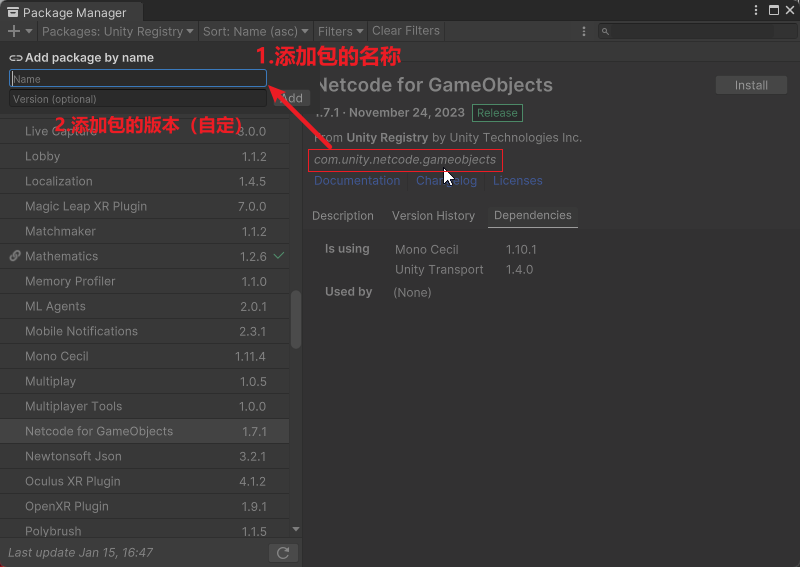 Package Manager
Packages: Unity Registry
Sort: Name (asc)
Filters
Clear Filters
Add package by name
1.添加包的名称
Name
Version (optional)
Add
2.添加包的版本（自定）
Live Capture 3.0.0
Lobby 1.1.2
Localization 1.4.5
Magic Leap XR Plugin 7.0.0
Matchmaker 1.1.2
Mathematics 1.2.6
Memory Profiler 1.1.0
ML Agents 2.0.1
Mobile Notifications 2.3.1
Mono Cecil 1.11.4
Multiplay 1.0.5
Multiplayer Tools 1.0.0
Netcode for GameObjects 1.7.1
Newtonsoft Json 3.2.1
Oculus XR Plugin 4.1.2
OpenXR Plugin 1.9.1
Polybrush 1.1.5
Last update Jan 15, 16:47
Netcode for GameObjects
Install
1.7.1 · November 24, 2023 Release
From Unity Registry by Unity Technologies Inc.
com.unity.netcode.gameobjects
Documentation Changelog Licenses
Description Version History Dependencies
Is using Mono Cecil 1.10.1
Unity Transport 1.4.0
Used by (None)